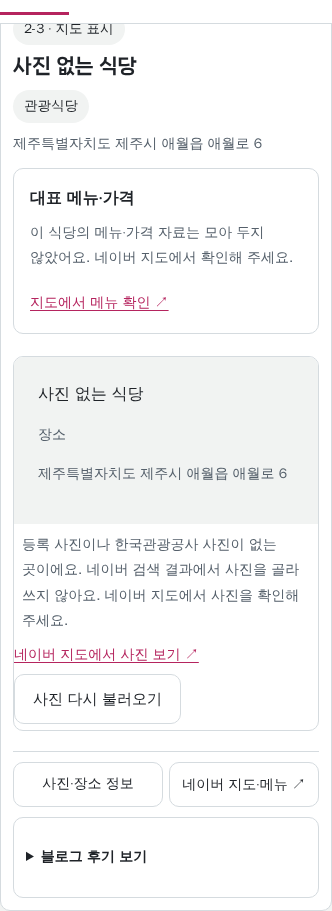 2-3 · 지도 표시
사진 없는 식당
관광식당
제주특별자치도 제주시 애월읍 애월로 6
대표 메뉴·가격
이 식당의 메뉴·가격 자료는 모아 두지
않았어요. 네이버 지도에서 확인해 주세요.
지도에서 메뉴 확인 ↗
사진 없는 식당
장소
제주특별자치도 제주시 애월읍 애월로 6
등록 사진이나 한국관광공사 사진이 없는
곳이에요. 네이버 검색 결과에서 사진을 골라
쓰지 않아요. 네이버 지도에서 사진을 확인해
주세요.
네이버 지도에서 사진 보기 ↗
사진 다시 불러오기
사진·장소 정보
네이버 지도·메뉴 ↗
▶ 블로그 후기 보기